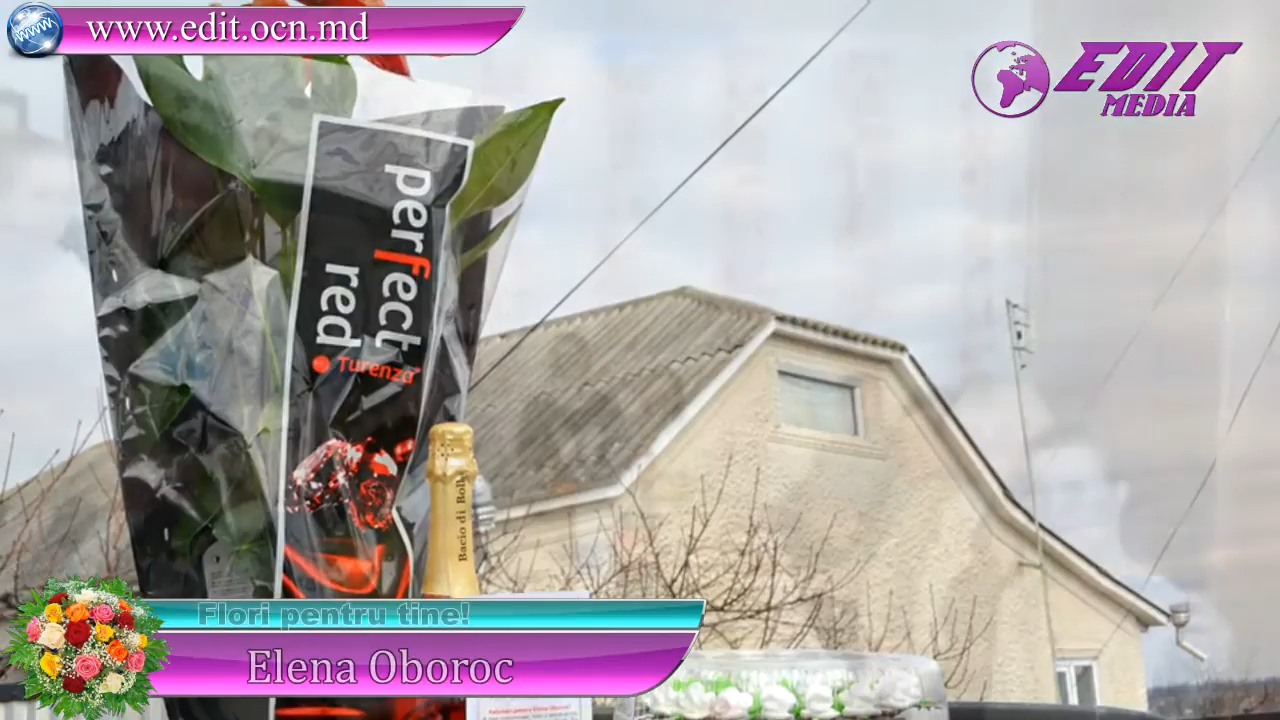 www.edit.ocn.md
EDIT
MEDIA
perfect
red
Turenza
Bacio di Bolle
Flori pentru tine!
Elena Oboroc